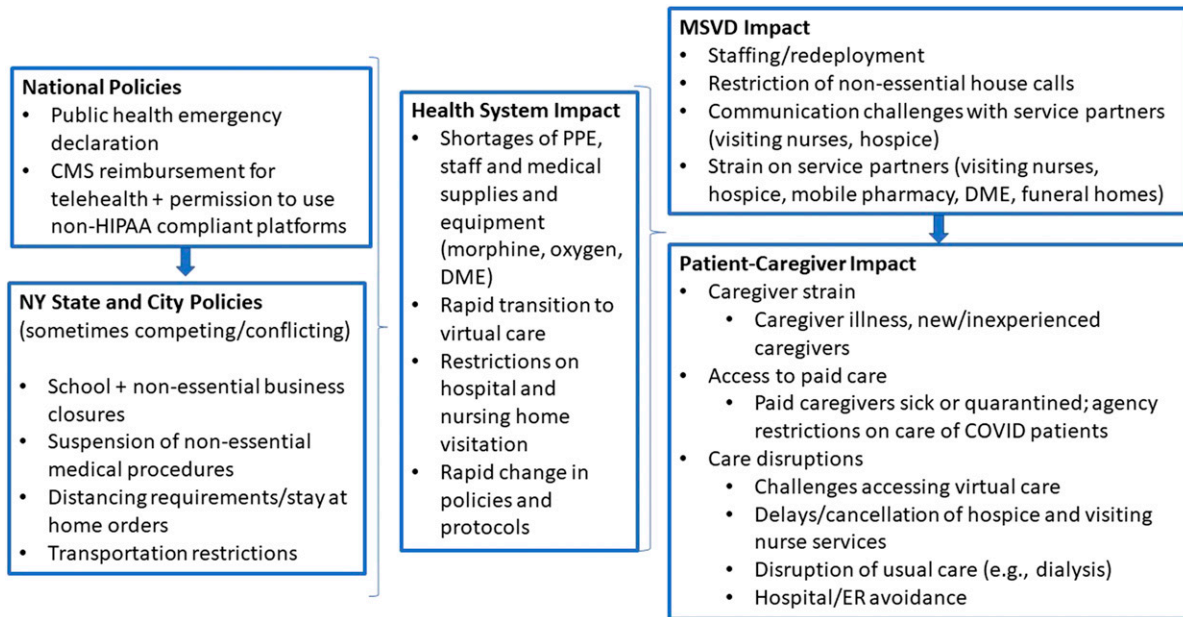 National Policies
• Public health emergency
declaration
• CMS reimbursement for
telehealth + permission to use
non-HIPAA compliant platforms
NY State and City Policies
(sometimes competing/conflicting)
• School + non-essential business
closures
• Suspension of non-essential
medical procedures
• Distancing requirements/stay at
home orders
• Transportation restrictions
Health System Impact
• Shortages of PPE,
staff and medical
supplies and
equipment
(morphine, oxygen,
DME)
• Rapid transition to
virtual care
• Restrictions on
hospital and
nursing home
visitation
• Rapid change in
policies and
protocols
MSVD Impact
• Staffing/redeployment
• Restriction of non-essential house calls
• Communication challenges with service partners
(visiting nurses, hospice)
• Strain on service partners (visiting nurses,
hospice, mobile pharmacy, DME, funeral homes)
Patient-Caregiver Impact
• Caregiver strain
• Caregiver illness, new/inexperienced
caregivers
• Access to paid care
• Paid caregivers sick or quarantined; agency
restrictions on care of COVID patients
• Care disruptions
• Challenges accessing virtual care
• Delays/cancellation of hospice and visiting
nurse services
• Disruption of usual care (e.g., dialysis)
• Hospital/ER avoidance